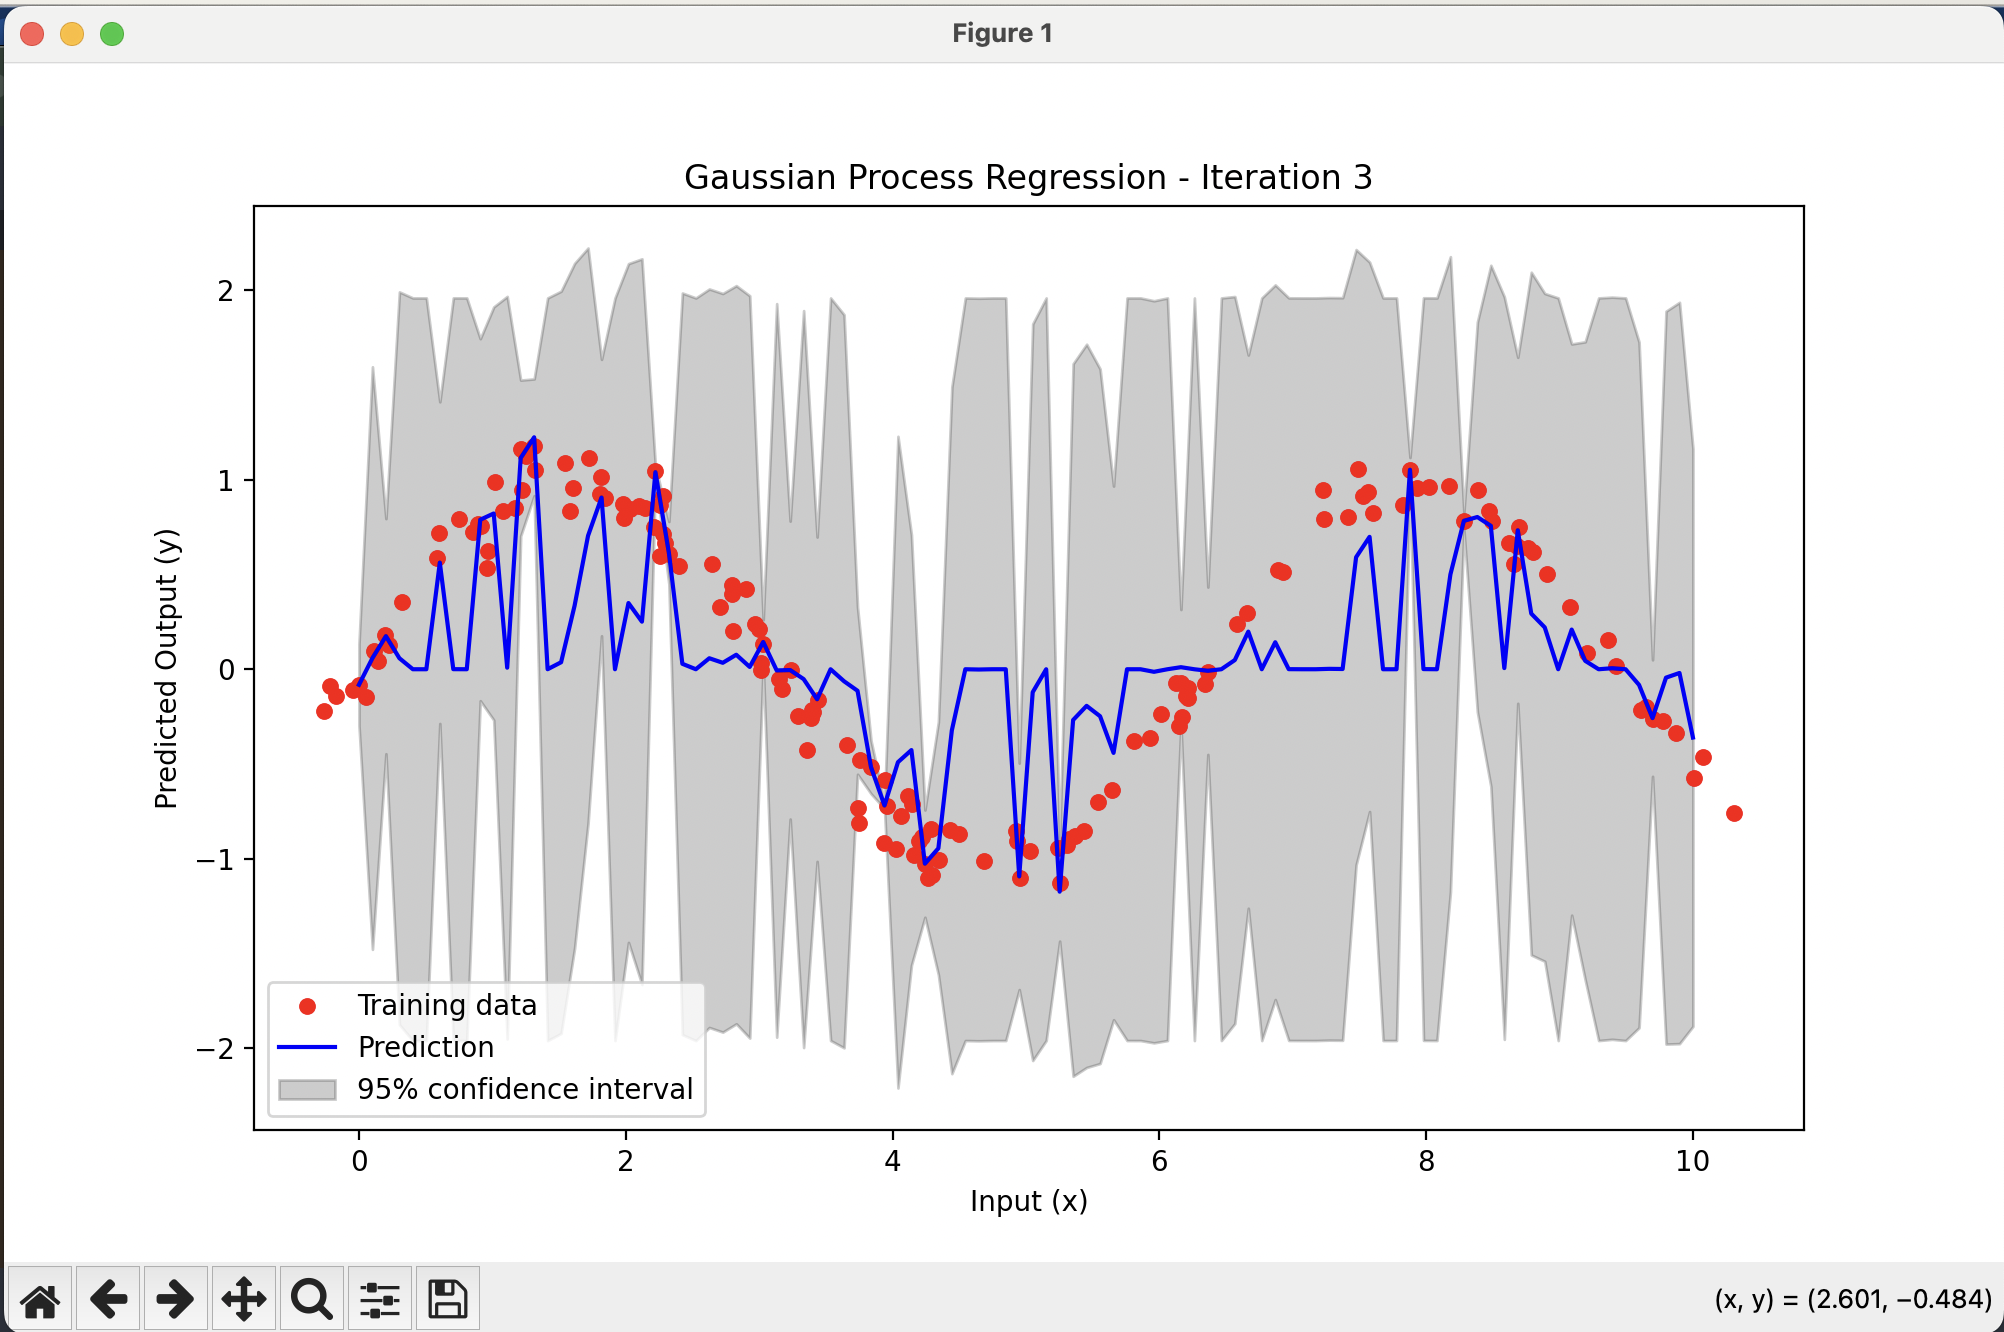 Figure 1
Gaussian Process Regression - Iteration 3
Predicted Output (y)
2
1
0
−1
−2
Training data
Prediction
95% confidence interval
0 2 4 6 8 10
Input (x)
(x, y) = (2.601, −0.484)